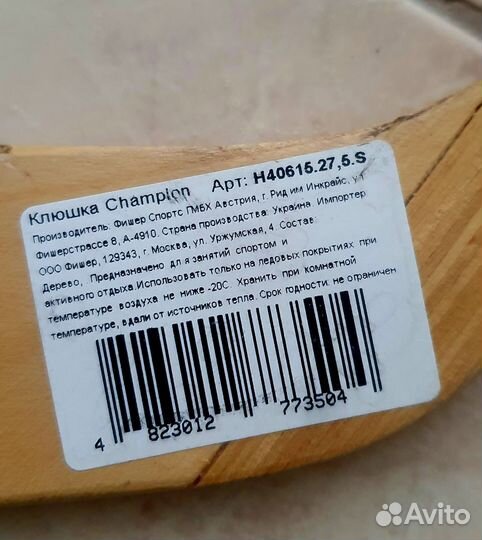 Клюшка Champion Арт: H40615.27,5.S
Производитель: Фишер Спортс ГМБХ Австрия, г. Рид им Инкрайс, ул.
Фишерстрассе 8, А-4910. Страна производства: Украина. Импортер:
ООО Фишер, 129343, г. Москва, ул. Уржумская, 4. Состав:
Дерево, Предназначено для занятий спортом и
активного отдыха.Использовать только на ледовых покрытиях при
температуре воздуха не ниже -20С. Хранить при комнатной
температуре, вдали от источников тепла. Срок годности: не ограничен
4 823012 773504
Avito